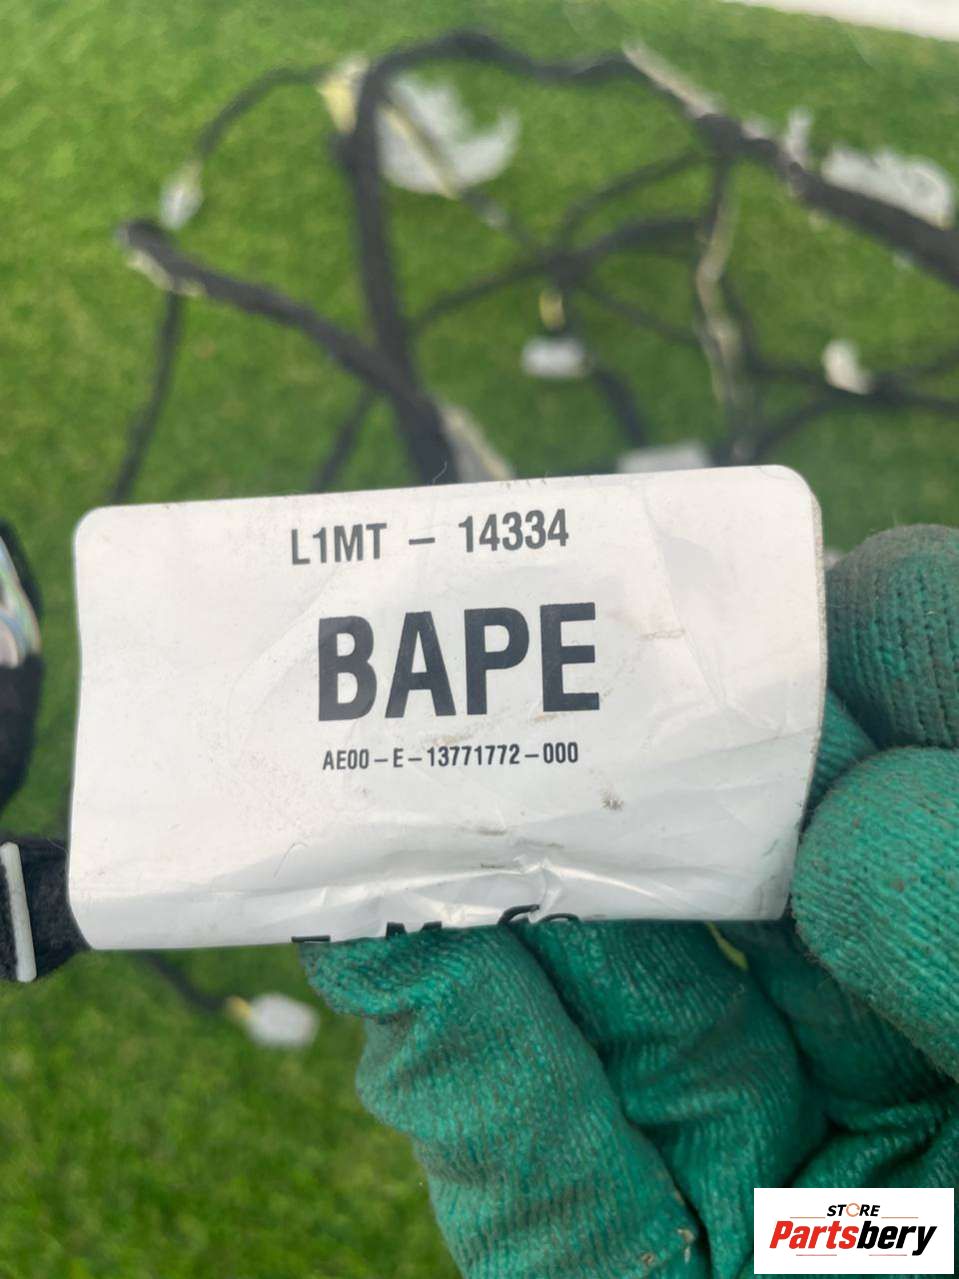 L1MT – 14334
BAPE
AE00–E–13771772–000
STORE
Partsbery